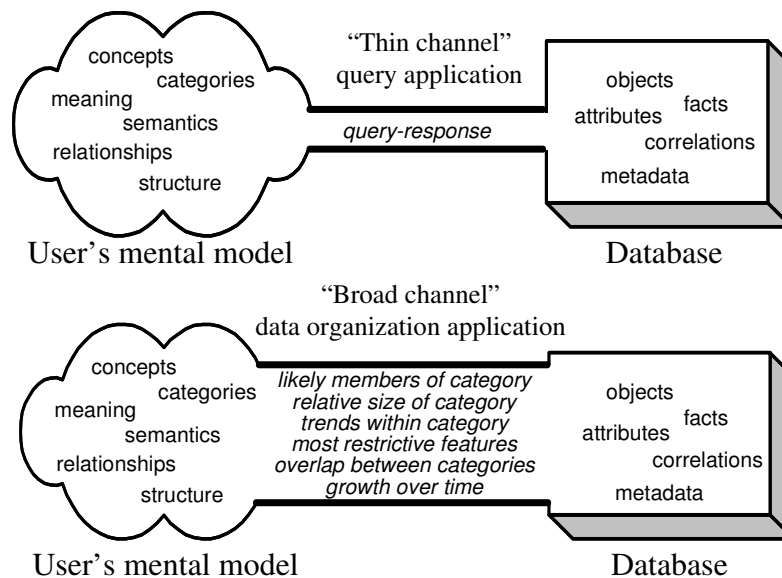 “Thin channel”
query application
concepts
categories
meaning
semantics
relationships
structure
query-response
objects
facts
attributes
correlations
metadata
User's mental model
Database
“Broad channel”
data organization application
concepts
categories
meaning
semantics
relationships
structure
likely members of category
relative size of category
trends within category
most restrictive features
overlap between categories
growth over time
objects
facts
attributes
correlations
metadata
User's mental model
Database